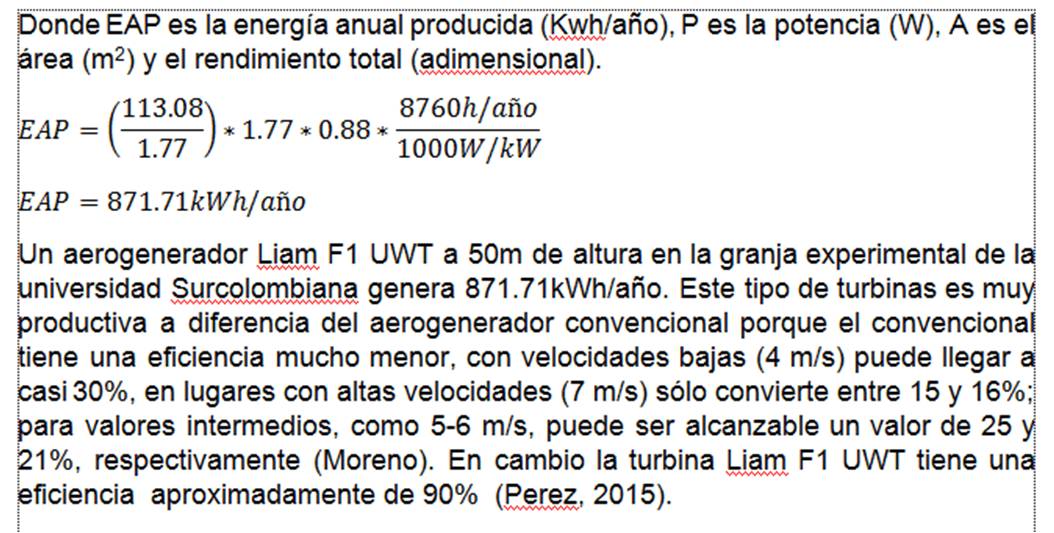 Donde EAP es la energía anual producida (Kwh/año), P es la potencia (W), A es el
área (m²) y el rendimiento total (adimensional).
EAP = (113.08/1.77) * 1.77 * 0.88 * 8760h/año / 1000W/kW
EAP = 871.71kWh/año
Un aerogenerador Liam F1 UWT a 50m de altura en la granja experimental de la
universidad Surcolombiana genera 871.71kWh/año. Este tipo de turbinas es muy
productiva a diferencia del aerogenerador convencional porque el convencional
tiene una eficiencia mucho menor, con velocidades bajas (4 m/s) puede llegar a
casi 30%, en lugares con altas velocidades (7 m/s) sólo convierte entre 15 y 16%;
para valores intermedios, como 5-6 m/s, puede ser alcanzable un valor de 25 y
21%, respectivamente (Moreno). En cambio la turbina Liam F1 UWT tiene una
eficiencia aproximadamente de 90% (Perez, 2015).